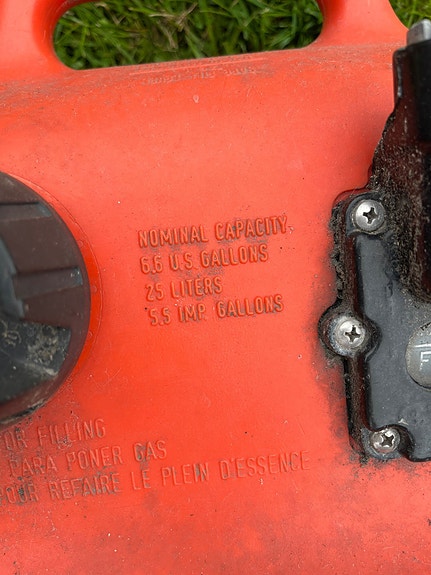 NOMINAL CAPACITY
6.6 U.S. GALLONS
25 LITERS
5.5 IMP. GALLONS
F
FOR FILLING
PARA PONER GAS
POUR REFAIRE LE PLEIN D'ESSENCE